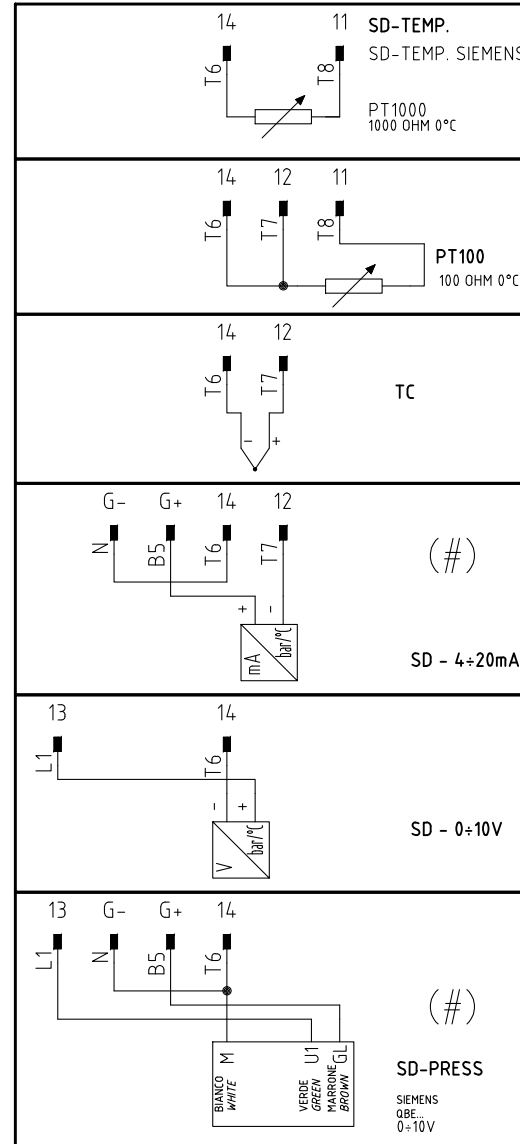 14 11 SD-TEMP.
SD-TEMP. SIEMENS
T6 T8
PT1000
1000 OHM 0°C
14 12 11
T6 T7 T8
PT100
100 OHM 0°C
14 12
T6 T7
TC
- +
G- G+ 14 12
N B5 T6 T7
(#)
+ -
mA bar/°C
SD - 4÷20mA
13 14
L1 T6
- +
V bar/°C
SD - 0÷10V
13 G- G+ 14
L1 N B5 T6
(#)
M U1 GL
BIANCO
WHITE
VERDE
GREEN
MARRONE
BROWN
SD-PRESS
SIEMENS
QBE...
0÷10V